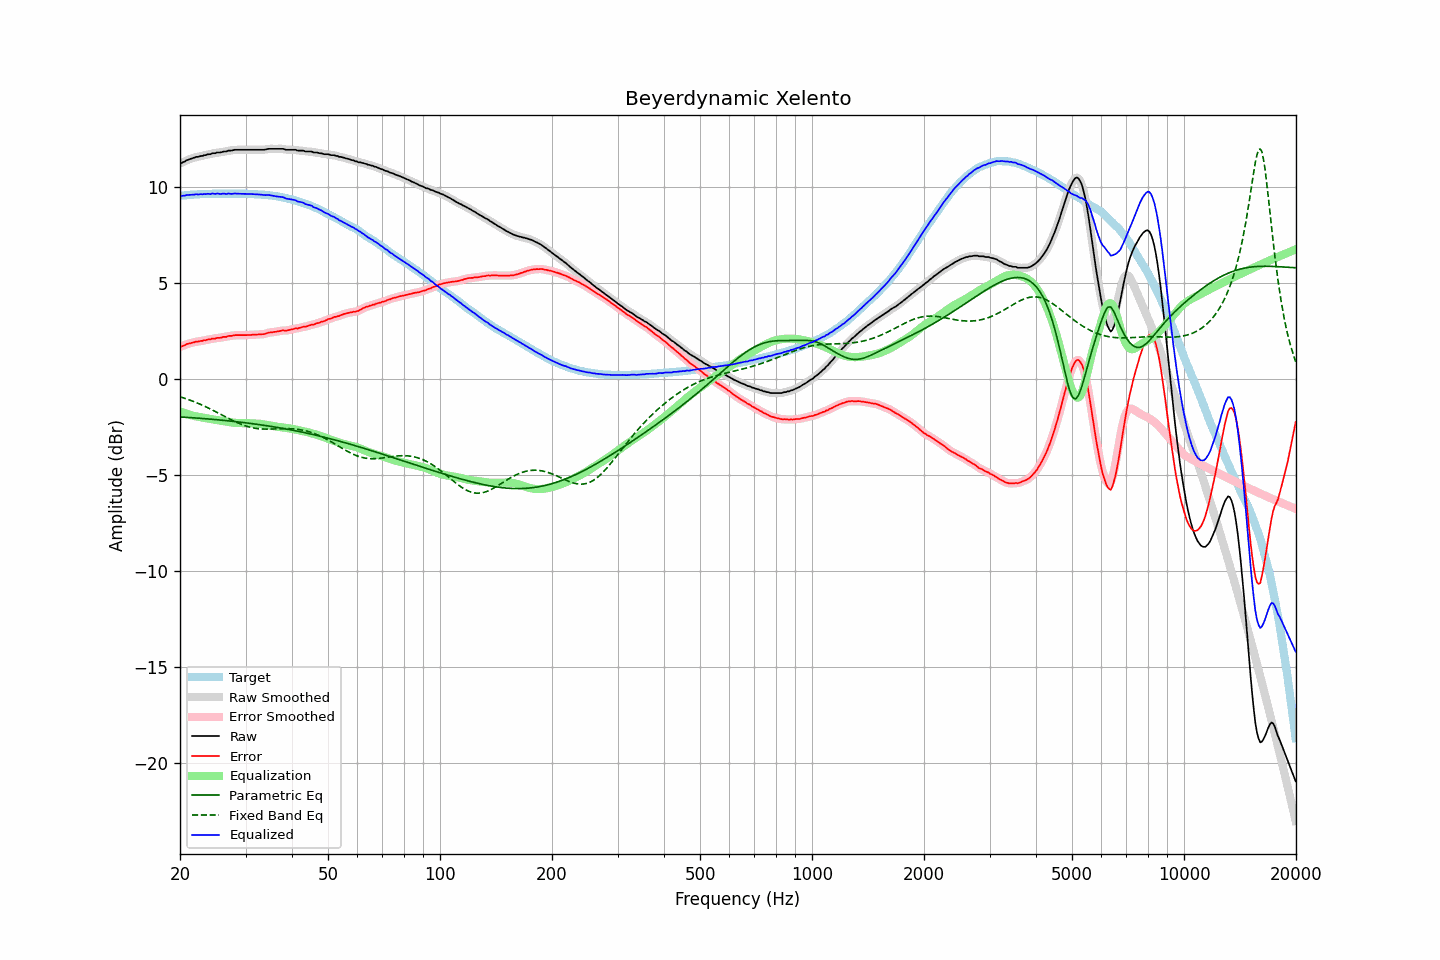 Beyerdynamic Xelento
Amplitude (dBr)
10
5
0
−5
−10
−15
−20
Target
Raw Smoothed
Error Smoothed
Raw
Error
Equalization
Parametric Eq
Fixed Band Eq
Equalized
20 50 100 200 500 1000 2000 5000 10000 20000
Frequency (Hz)